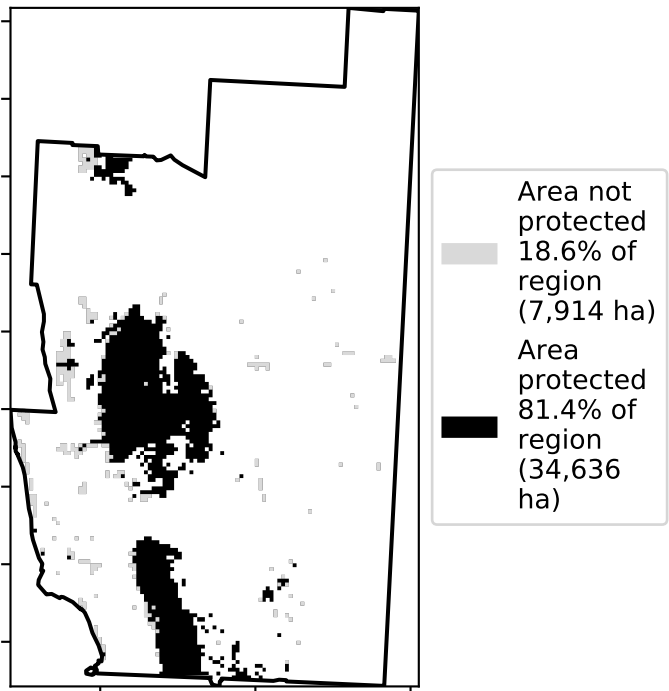 Area not
protected
18.6% of
region
(7,914 ha)
Area
protected
81.4% of
region
(34,636
ha)